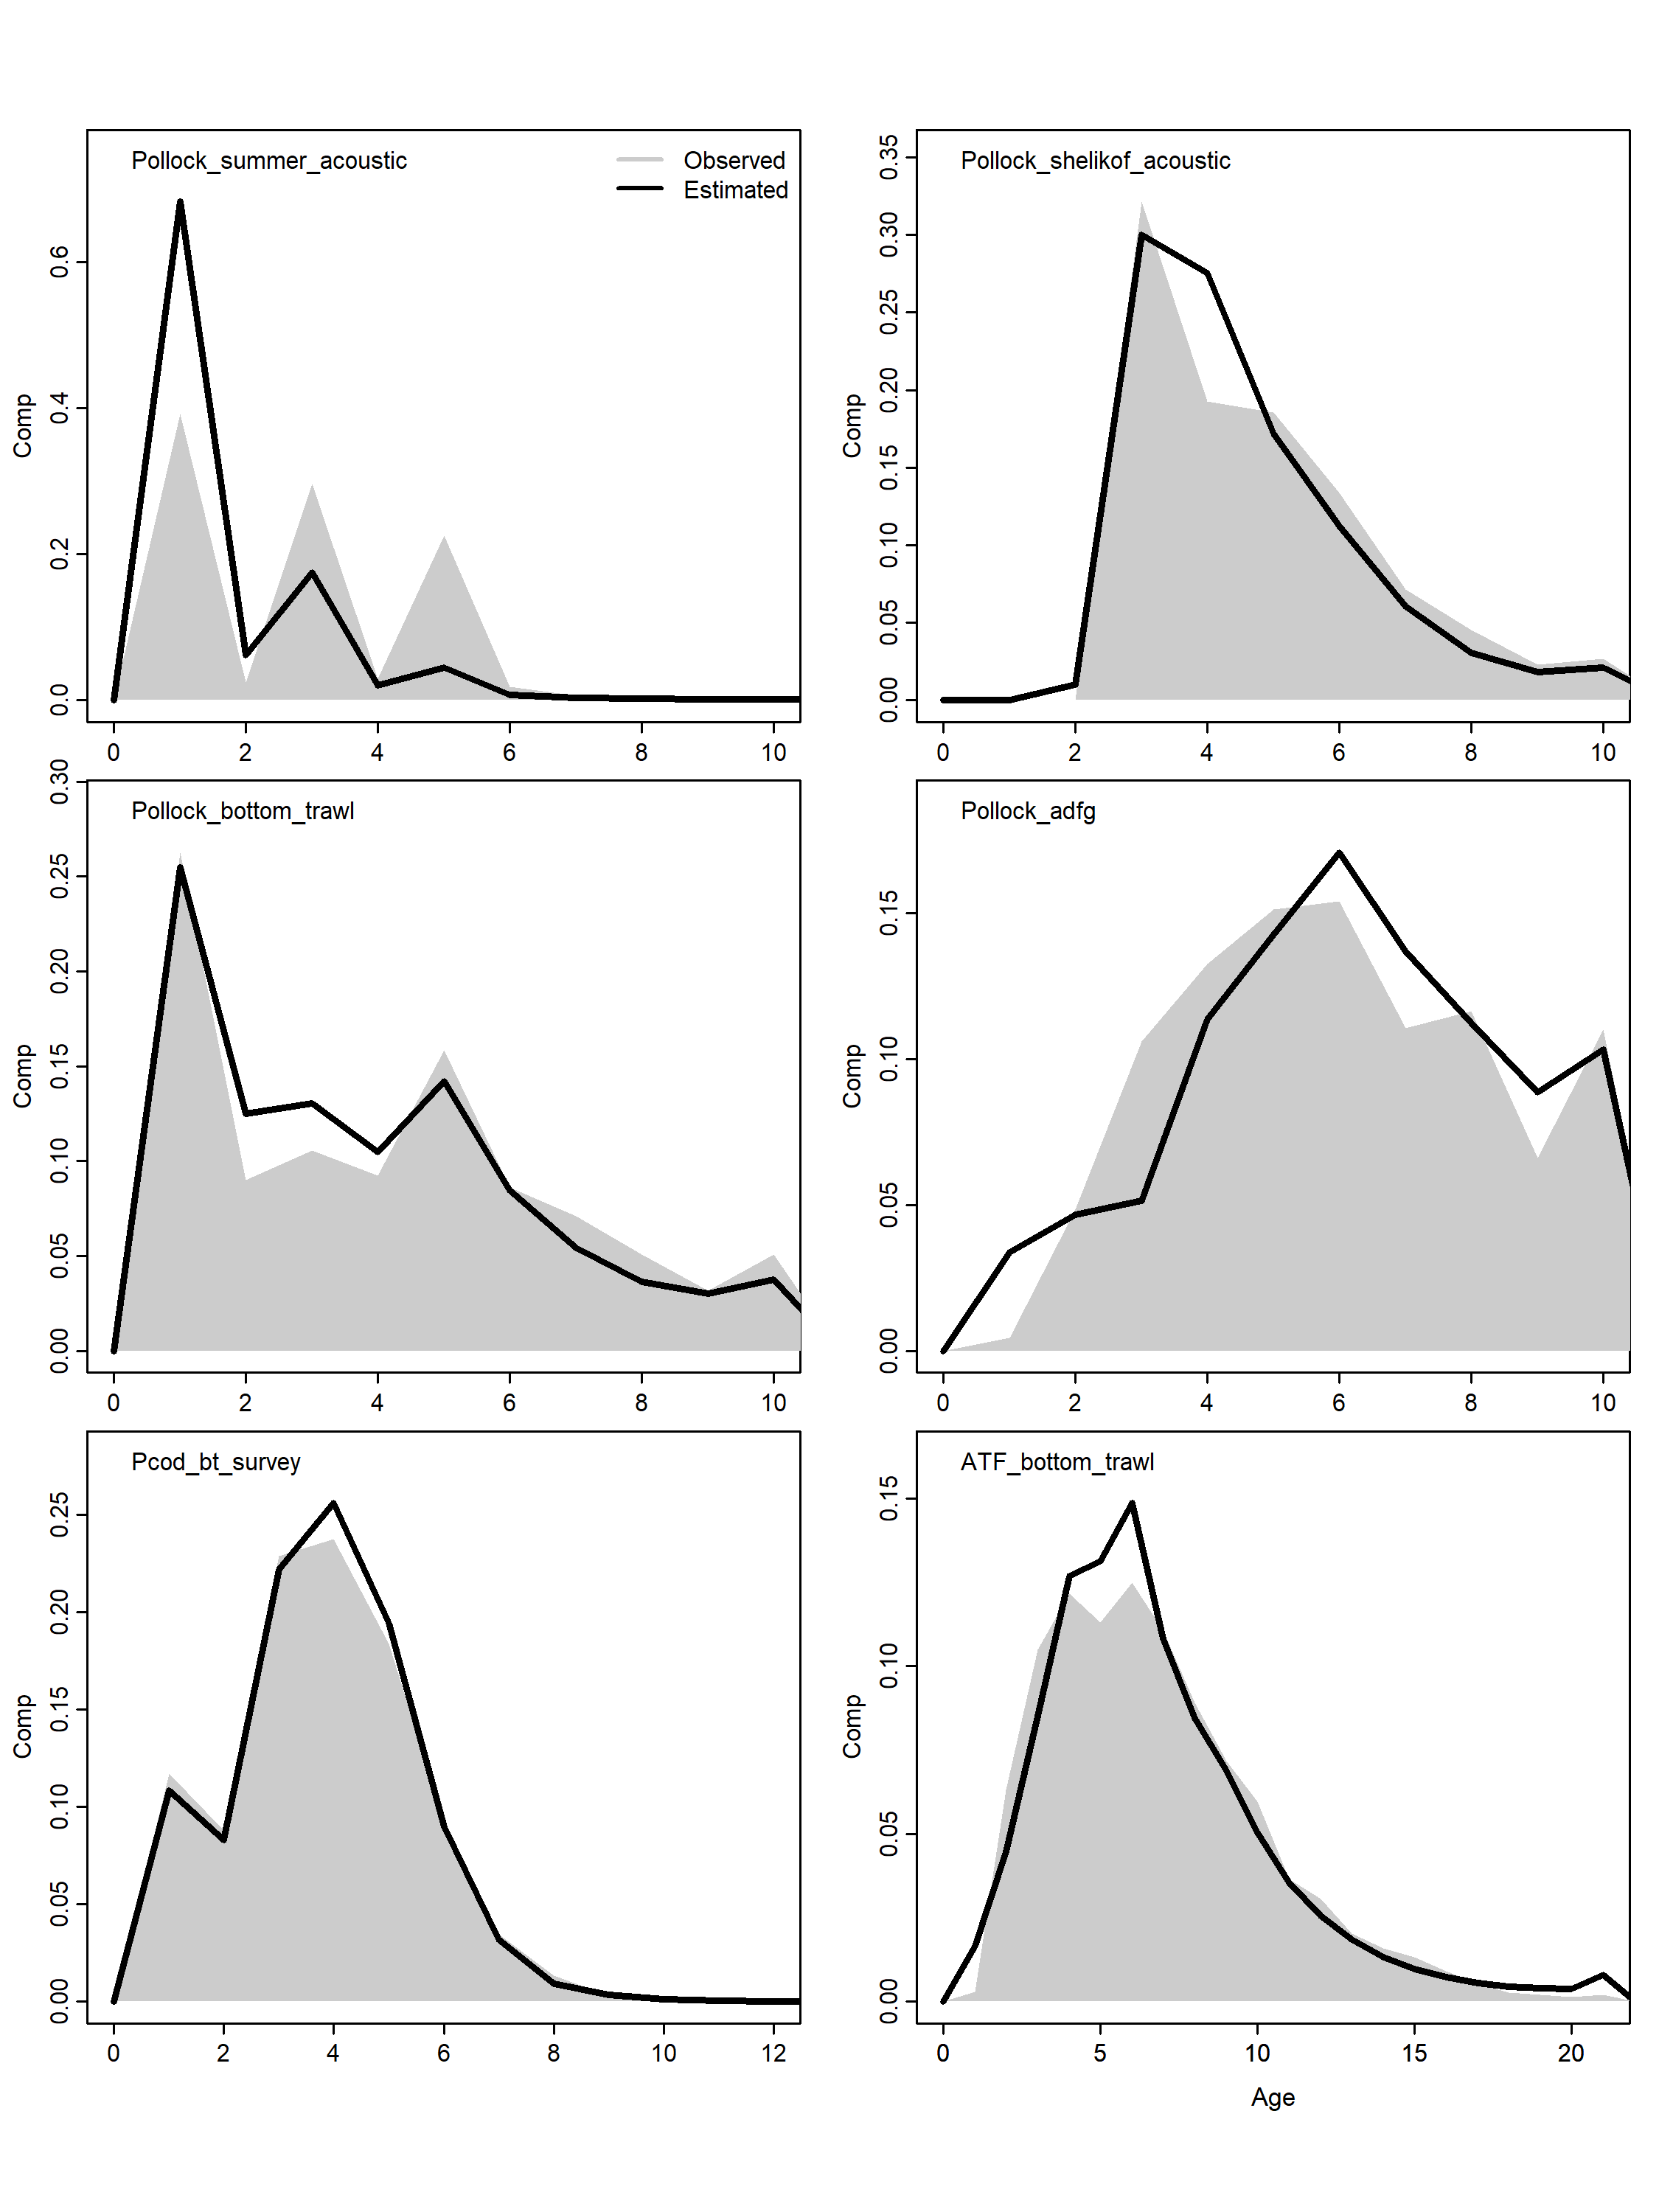 Pollock_summer_acoustic
Observed
Estimated
Comp
0.0 0.2 0.4 0.6
0 2 4 6 8 10
Pollock_shelikof_acoustic
Comp
0.00 0.05 0.10 0.15 0.20 0.25 0.30 0.35
0 2 4 6 8 10
Pollock_bottom_trawl
Comp
0.00 0.05 0.10 0.15 0.20 0.25 0.30
0 2 4 6 8 10
Pollock_adfg
Comp
0.00 0.05 0.10 0.15
0 2 4 6 8 10
Pcod_bt_survey
Comp
0.00 0.05 0.10 0.15 0.20 0.25
0 2 4 6 8 10 12
ATF_bottom_trawl
Comp
0.00 0.05 0.10 0.15
0 5 10 15 20
Age